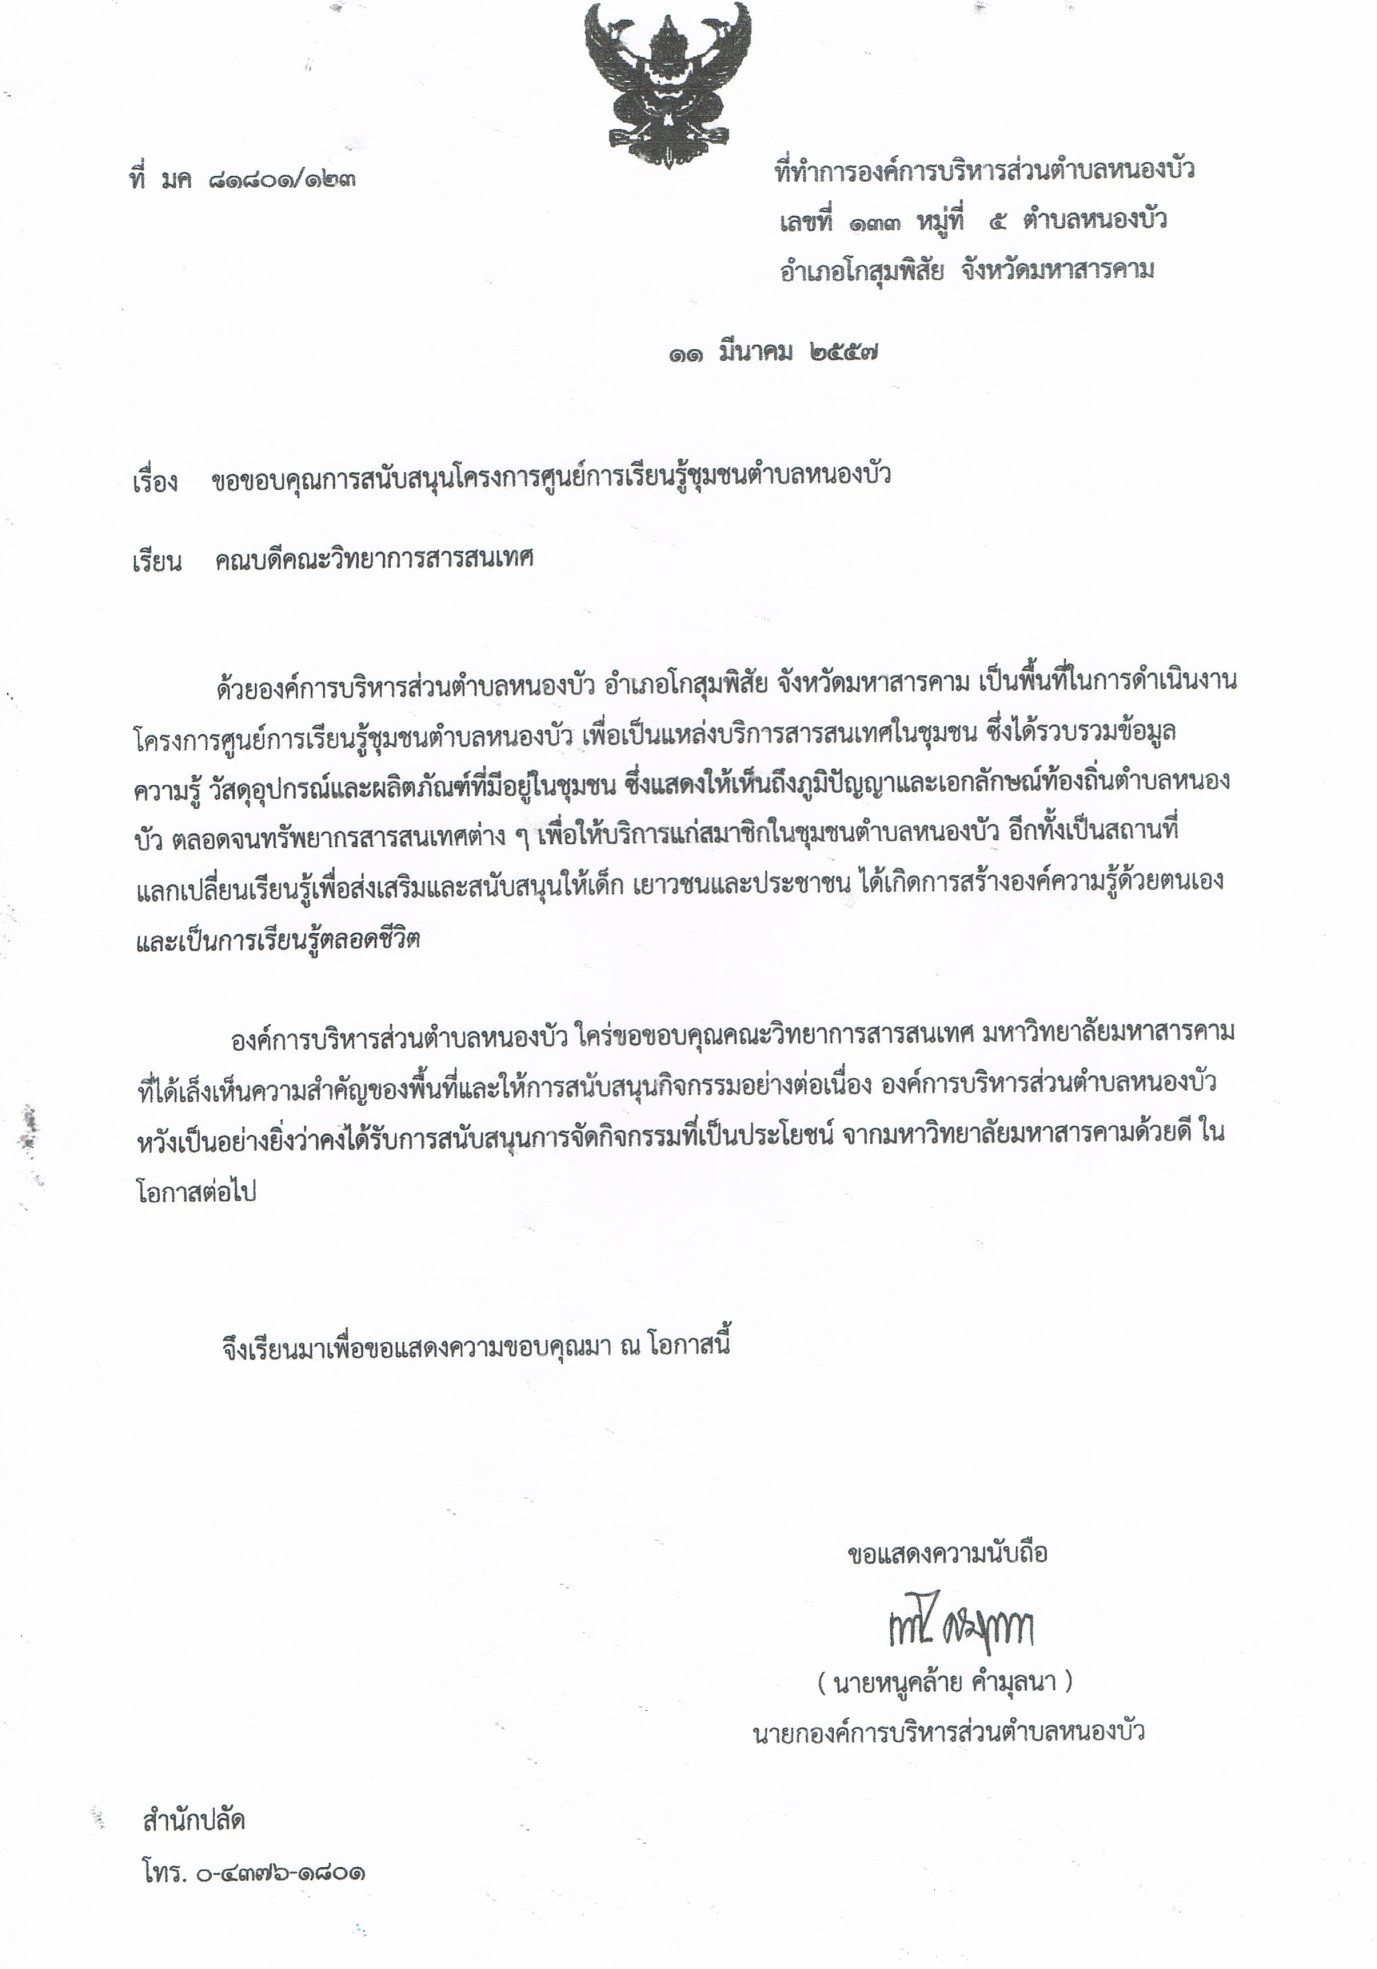 ที่ มค ๘๑๘๐๑/๑๒๓
ที่ทำการองค์การบริหารส่วนตำบลหนองบัว
เลขที่ ๑๓๓ หมู่ที่ ๕ ตำบลหนองบัว
อำเภอโกสุมพิสัย จังหวัดมหาสารคาม
๑๑ มีนาคม ๒๕๕๗
เรื่อง ขอขอบคุณการสนับสนุนโครงการศูนย์การเรียนรู้ชุมชนตำบลหนองบัว
เรียน คณบดีคณะวิทยาการสารสนเทศ
ด้วยองค์การบริหารส่วนตำบลหนองบัว อำเภอโกสุมพิสัย จังหวัดมหาสารคาม เป็นพื้นที่ในการดำเนินงาน
โครงการศูนย์การเรียนรู้ชุมชนตำบลหนองบัว เพื่อเป็นแหล่งบริการสารสนเทศในชุมชน ซึ่งได้รวบรวมข้อมูล
ความรู้ วัสดุอุปกรณ์และผลิตภัณฑ์ที่มีอยู่ในชุมชน ซึ่งแสดงให้เห็นถึงภูมิปัญญาและเอกลักษณ์ท้องถิ่นตำบลหนอง
บัว ตลอดจนทรัพยากรสารสนเทศต่าง ๆ เพื่อให้บริการแก่สมาชิกในชุมชนตำบลหนองบัว อีกทั้งเป็นสถานที่
แลกเปลี่ยนเรียนรู้เพื่อส่งเสริมและสนับสนุนให้เด็ก เยาวชนและประชาชน ได้เกิดการสร้างองค์ความรู้ด้วยตนเอง
และเป็นการเรียนรู้ตลอดชีวิต
องค์การบริหารส่วนตำบลหนองบัว ใคร่ขอขอบคุณคณะวิทยาการสารสนเทศ มหาวิทยาลัยมหาสารคาม
ที่ได้เล็งเห็นความสำคัญของพื้นที่และให้การสนับสนุนกิจกรรมอย่างต่อเนื่อง องค์การบริหารส่วนตำบลหนองบัว
หวังเป็นอย่างยิ่งว่าคงได้รับการสนับสนุนการจัดกิจกรรมที่เป็นประโยชน์ จากมหาวิทยาลัยมหาสารคามด้วยดี ใน
โอกาสต่อไป
จึงเรียนมาเพื่อขอแสดงความขอบคุณมา ณ โอกาสนี้
ขอแสดงความนับถือ
( นายหนูคล้าย คำมุลนา )
นายกองค์การบริหารส่วนตำบลหนองบัว
สำนักปลัด
โทร. ๐-๔๓๗๖-๑๘๐๑